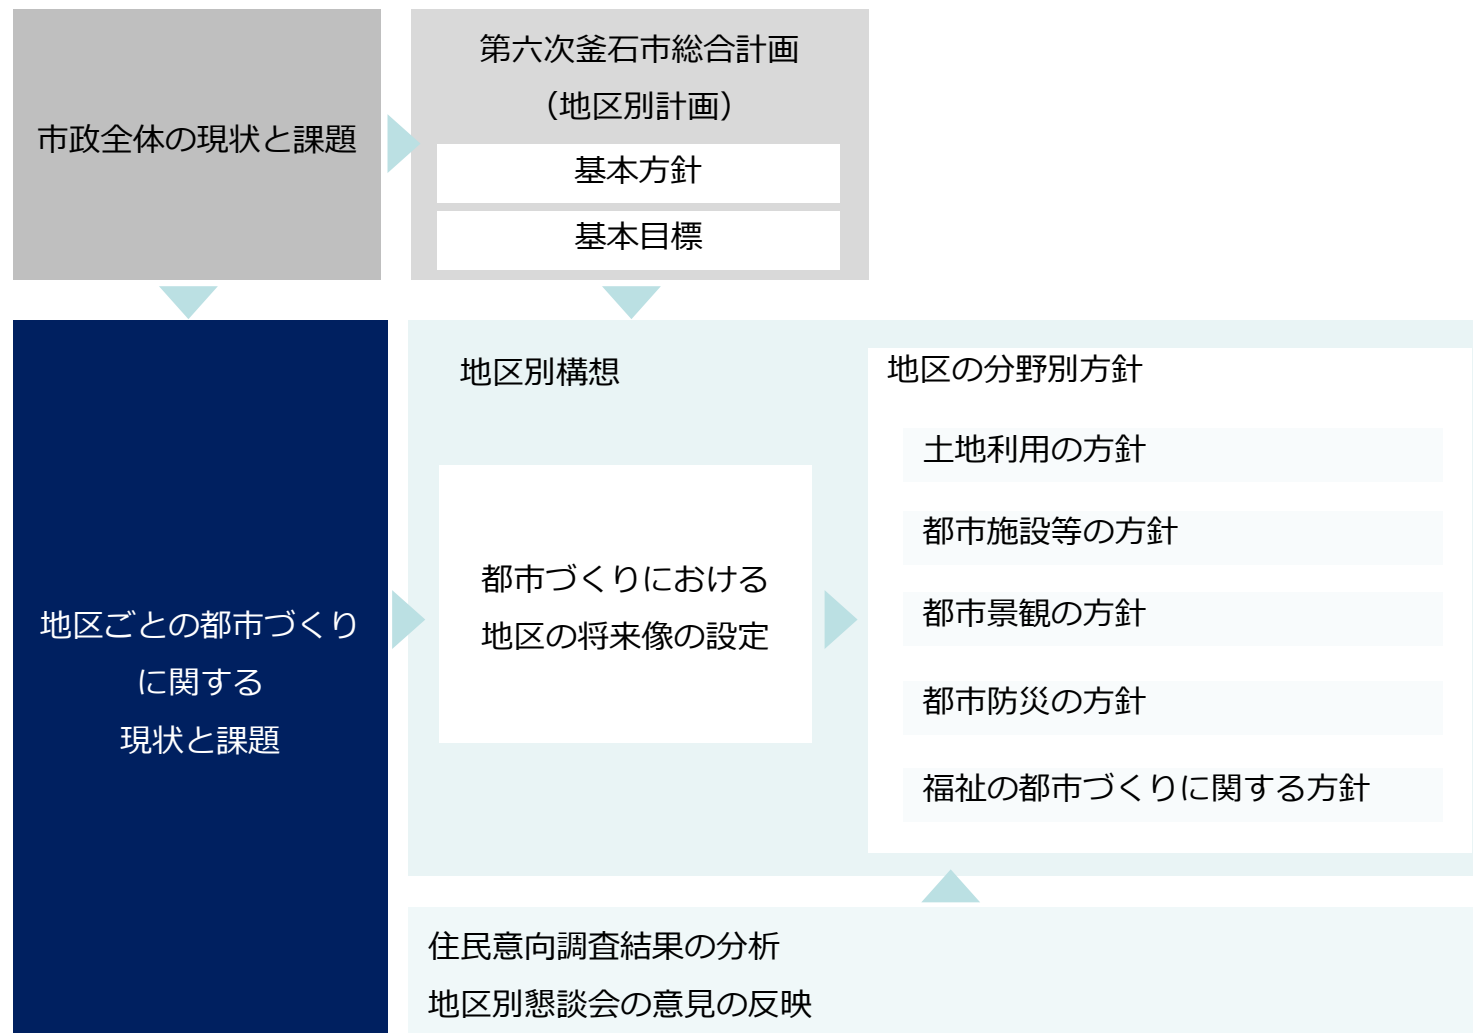 市政全体の現状と課題
第六次釜石市総合計画
（地区別計画）
基本方針
基本目標
地区ごとの都市づくり
に関する
現状と課題
地区別構想
都市づくりにおける
地区の将来像の設定
地区の分野別方針
土地利用の方針
都市施設等の方針
都市景観の方針
都市防災の方針
福祉の都市づくりに関する方針
住民意向調査結果の分析
地区別懇談会の意見の反映